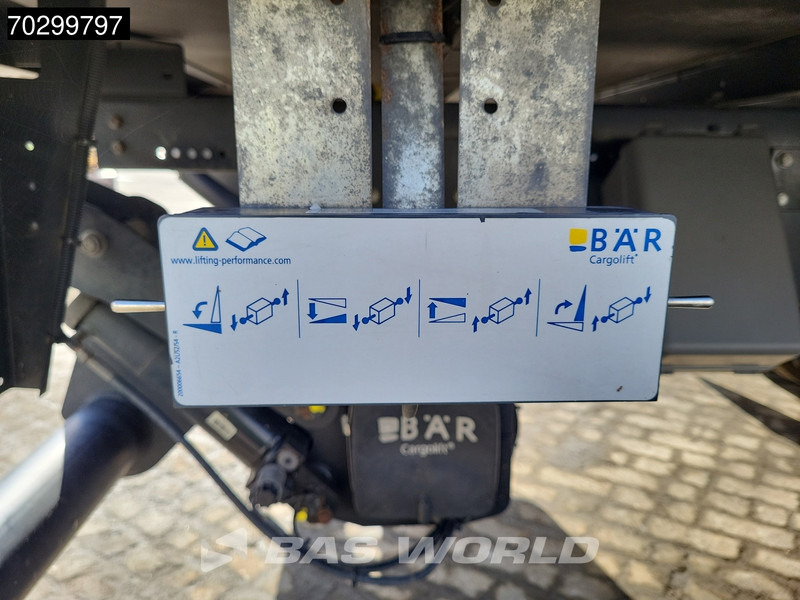 70299797
BÄR
Cargolift
www.lifting-performance.com
BÄR
Cargolift
BAS WORLD